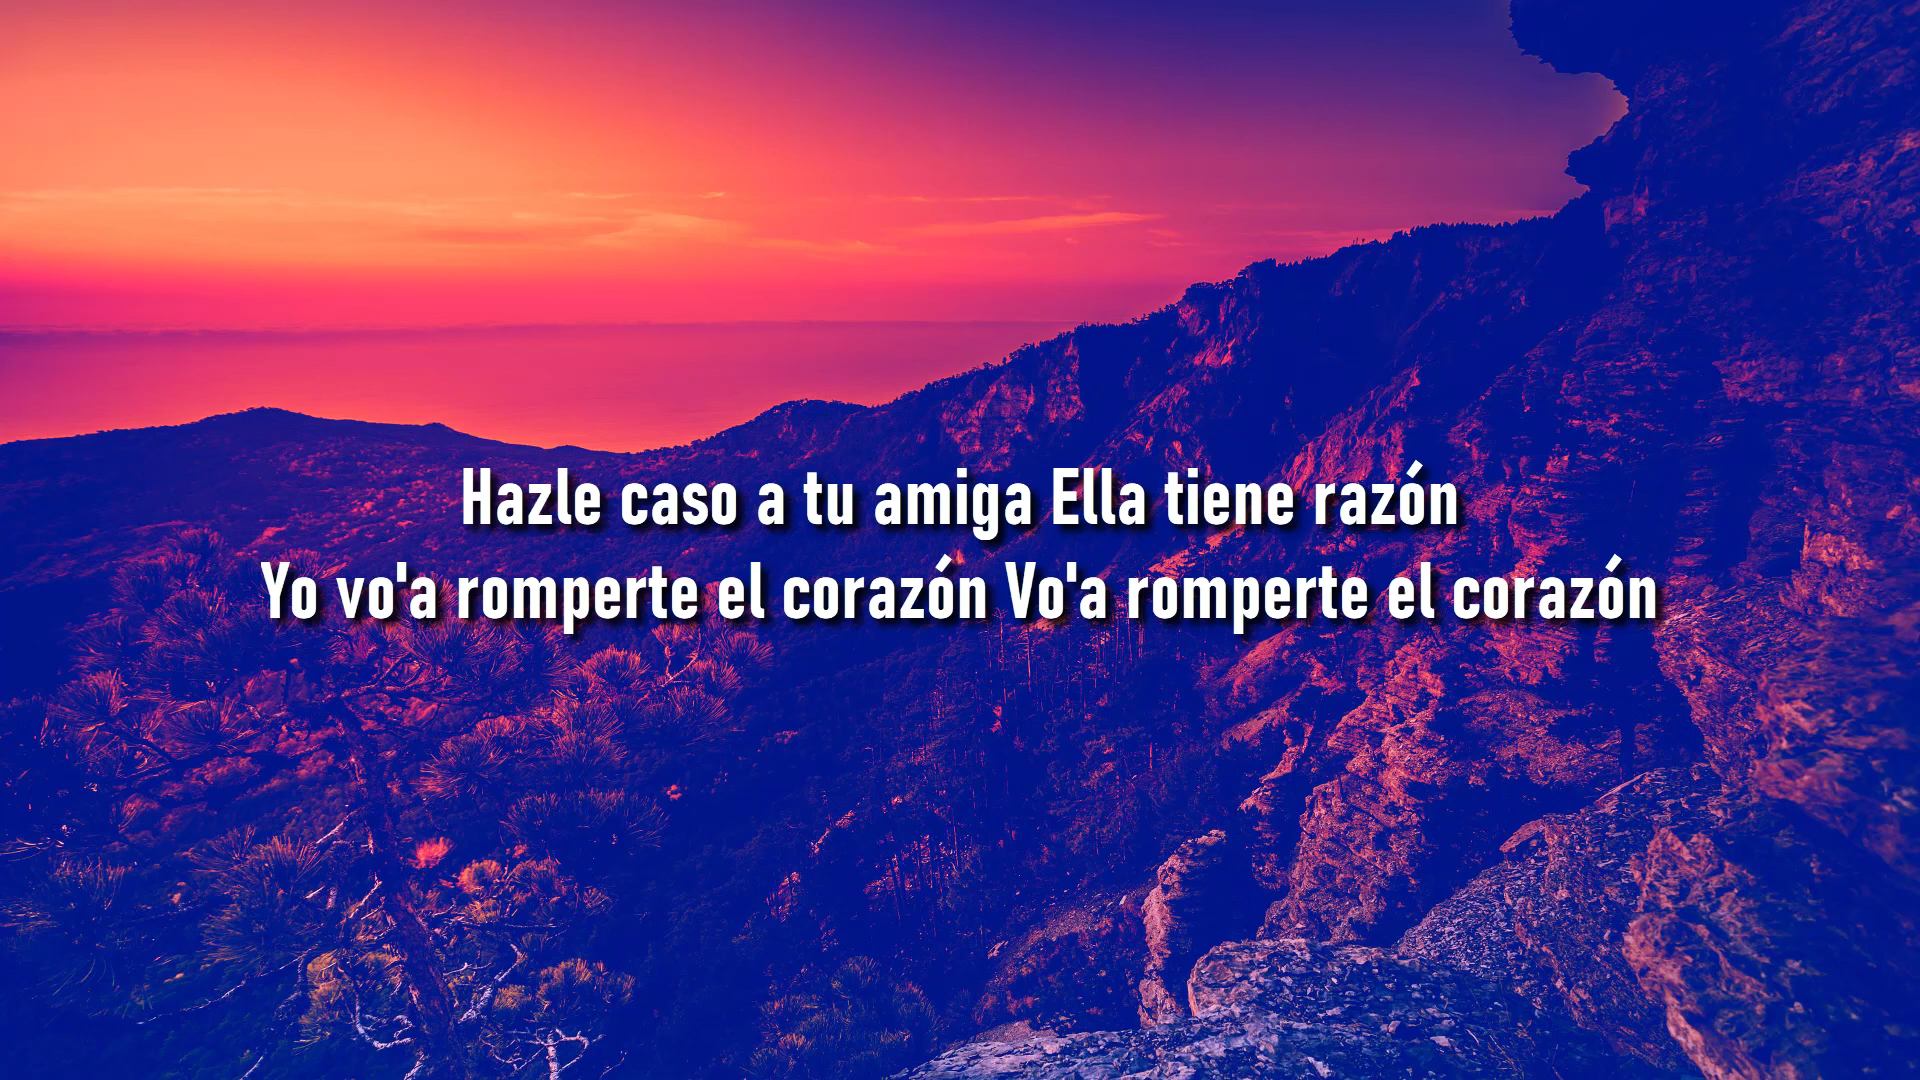 Hazle caso a tu amiga Ella tiene razón
Yo vo'a romperte el corazón Vo'a romperte el corazón